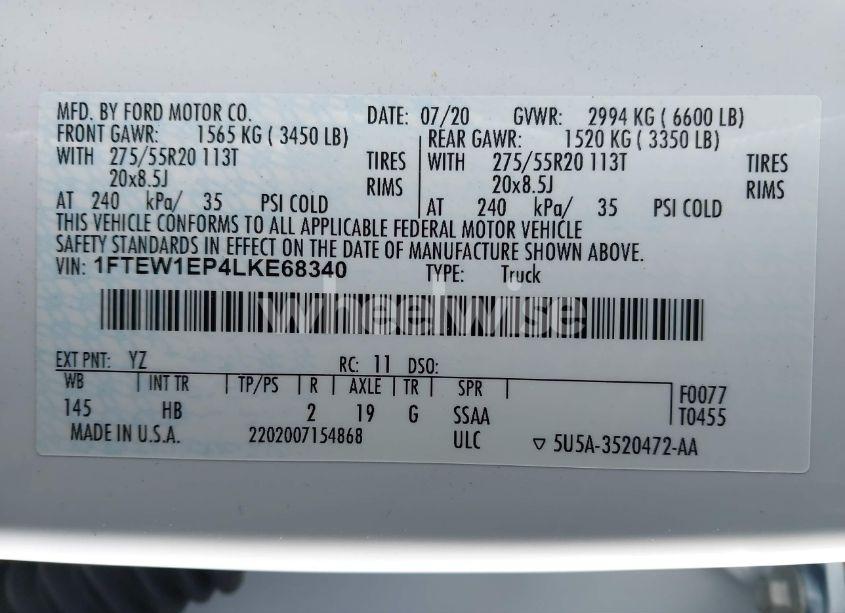 MFD. BY FORD MOTOR CO. DATE: 07/20 GVWR: 2994 KG ( 6600 LB)
FRONT GAWR: 1565 KG ( 3450 LB) REAR GAWR: 1520 KG ( 3350 LB)
WITH 275/55R20 113T TIRES WITH 275/55R20 113T TIRES
20x8.5J RIMS 20x8.5J RIMS
AT 240 kPa/ 35 PSI COLD AT 240 kPa/ 35 PSI COLD
THIS VEHICLE CONFORMS TO ALL APPLICABLE FEDERAL MOTOR VEHICLE
SAFETY STANDARDS IN EFFECT ON THE DATE OF MANUFACTURE SHOWN ABOVE.
VIN: 1FTEW1EP4LKE68340 TYPE: Truck
wheelwise
EXT PNT: YZ RC: 11 DSO:
WB INT TR TP/PS R AXLE TR SPR F0077
145 HB 2 19 G SSAA T0455
MADE IN U.S.A. 2202007154868 ULC ▽ 5U5A-3520472-AA